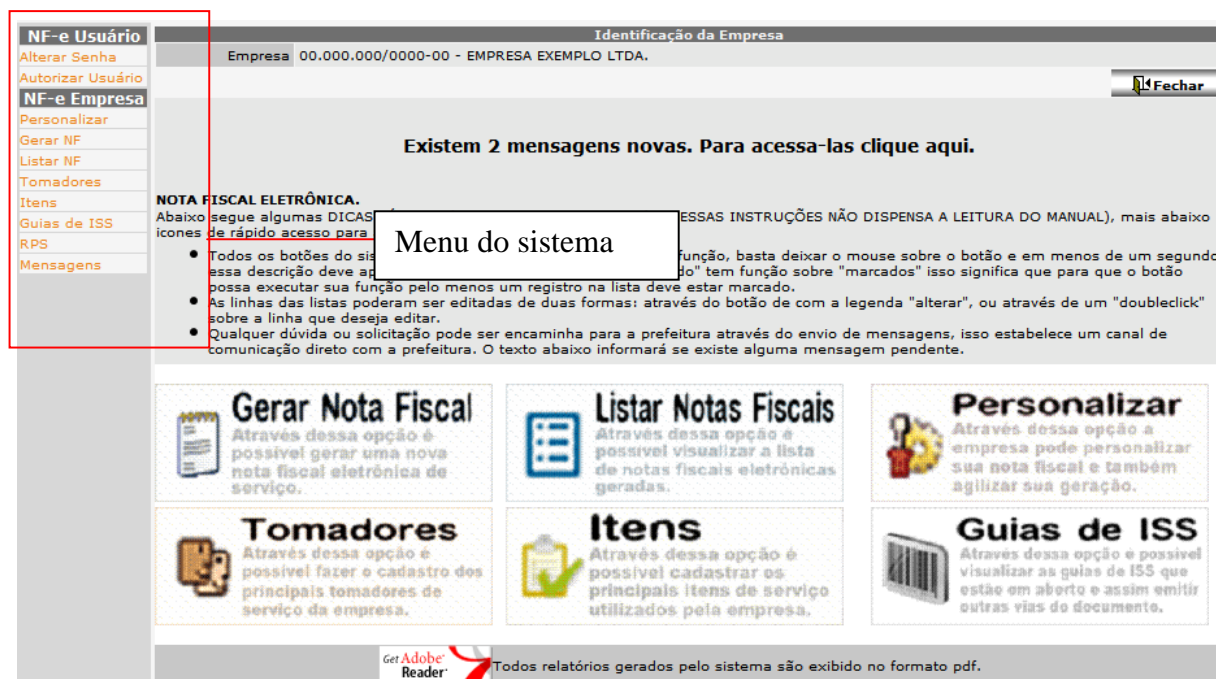 NF-e Usuário
Alterar Senha
Autorizar Usuário
NF-e Empresa
Personalizar
Gerar NF
Listar NF
Tomadores
Itens
Guias de ISS
RPS
Mensagens
Identificação da Empresa
Empresa 00.000.000/0000-00 - EMPRESA EXEMPLO LTDA.
Fechar
Existem 2 mensagens novas. Para acessa-las clique aqui.
NOTA FISCAL ELETRÔNICA.
Abaixo segue algumas DICAS ESSAS INSTRUÇÕES NÃO DISPENSA A LEITURA DO MANUAL), mais abaixo
icones de rápido acesso para
Menu do sistema
Todos os botões do função, basta deixar o mouse sobre o botão e em menos de um segundo
essa descrição deve do" tem função sobre "marcados" isso significa que para que o botão
possa executar sua função pelo menos um registro na lista deve estar marcado.
As linhas das listas poderam ser editadas de duas formas: através do botão de com a legenda "alterar", ou através de um "doubleclick"
sobre a linha que deseja editar.
Qualquer dúvida ou solicitação pode ser encaminha para a prefeitura através do envio de mensagens, isso estabelece um canal de
comunicação direto com a prefeitura. O texto abaixo informará se existe alguma mensagem pendente.
Gerar Nota Fiscal
Através dessa opção é
possível gerar uma nova
nota fiscal eletrônica de
serviço.
Listar Notas Fiscais
Através dessa opção é
possível visualizar a lista
de notas fiscais eletrônicas
geradas.
Personalizar
Através dessa opção a
empresa pode personalizar
sua nota fiscal e também
agilizar sua geração.
Tomadores
Através dessa opção é
possível fazer o cadastro dos
principais tomadores de
serviço da empresa.
Itens
Através dessa opção é
possível cadastrar os
principais itens de serviço
utilizados pela empresa.
Guias de ISS
Através dessa opção é possível
visualizar as guias de ISS que
estão em aberto e assim emitir
outras vias do documento.
Get Adobe
Reader
Todos relatórios gerados pelo sistema são exibido no formato pdf.